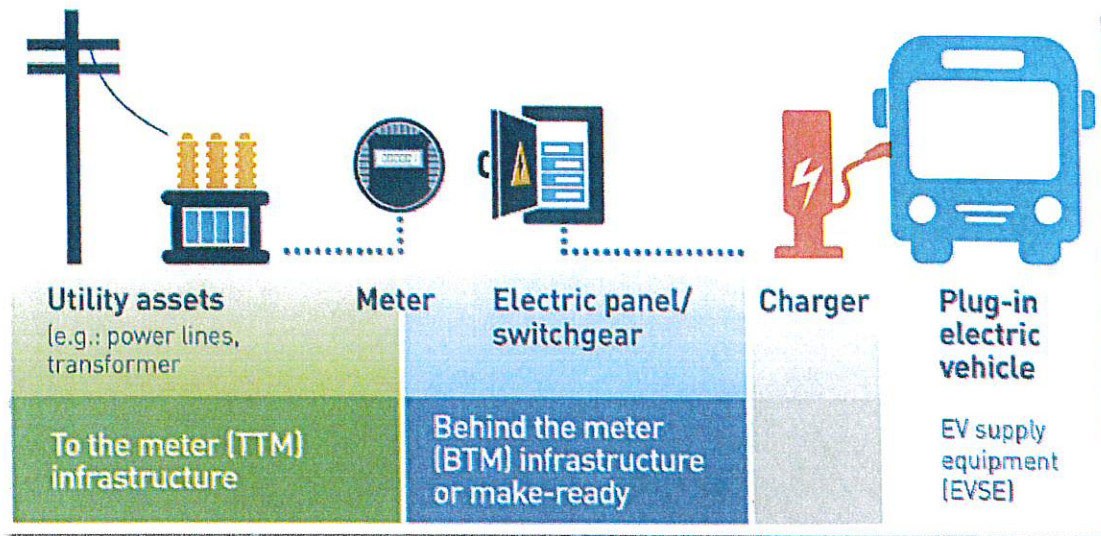 Utility assets
(e.g.: power lines,
transformer
Meter
Electric panel/
switchgear
Charger
Plug-in
electric
vehicle
To the meter (TTM)
infrastructure
Behind the meter
(BTM) infrastructure
or make-ready
EV supply
equipment
(EVSE)